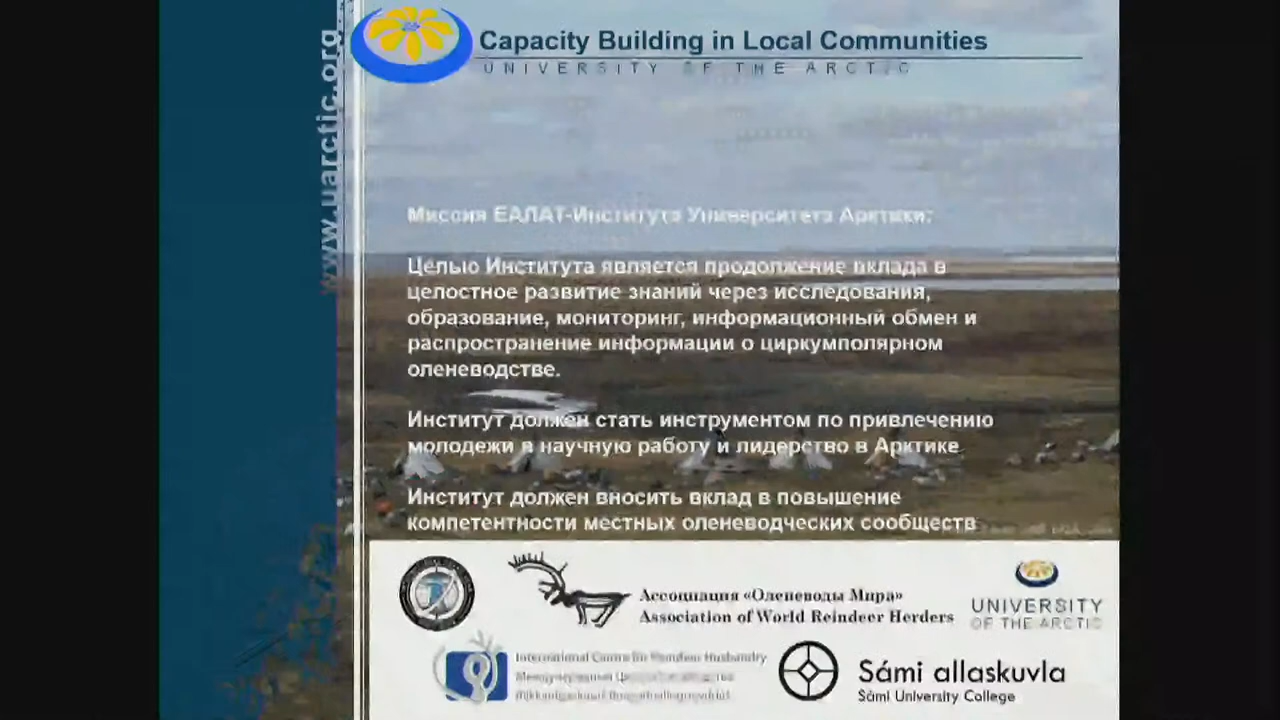 www.uarctic.org
Capacity Building in Local Communities
UNIVERSITY OF THE ARCTIC
Миссия ЕАЛАТ-Института Университета Арктики:
Целью Института является продолжение вклада в
целостное развитие знаний через исследования,
образование, мониторинг, информационный обмен и
распространение информации о циркумполярном
оленеводстве.
Институт должен стать инструментом по привлечению
молодежи в научную работу и лидерство в Арктике
Институт должен вносить вклад в повышение
компетентности местных оленеводческих сообществ
Ассоциация «Оленеводы Мира»
Association of World Reindeer Herders
UNIVERSITY
OF THE ARCTIC
International Centre for Reindeer Husbandry
Sámi allaskuvla
Sámi University College